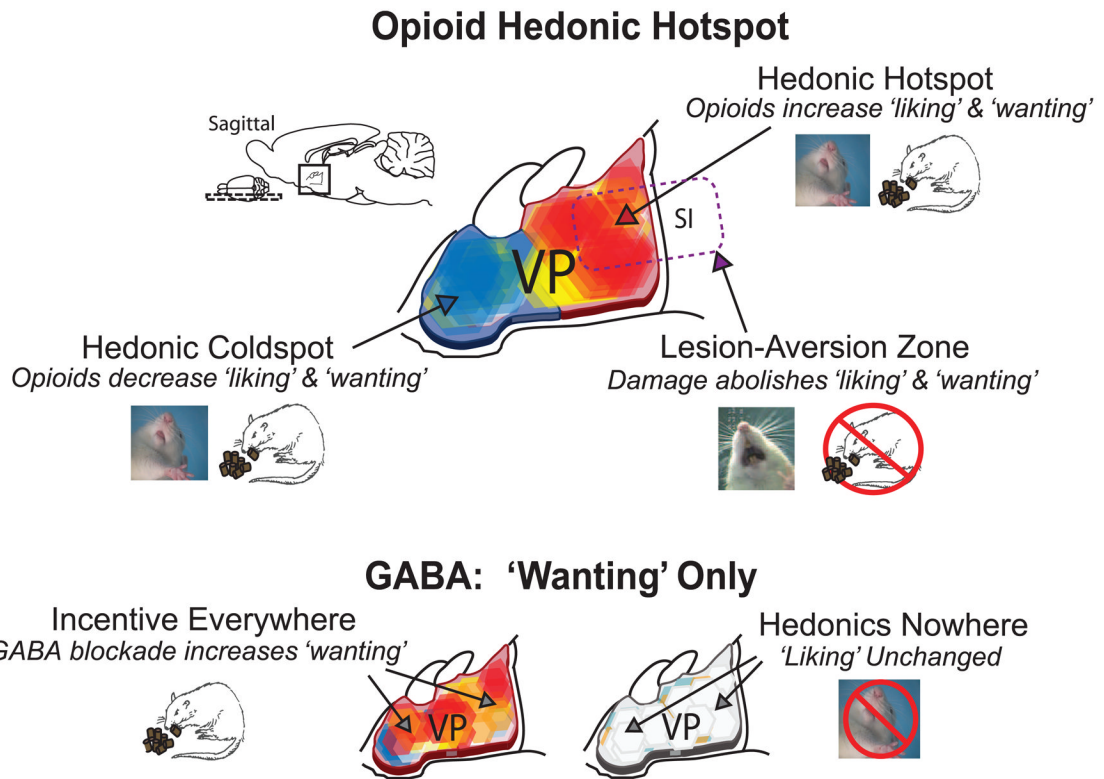 Opioid Hedonic Hotspot
Hedonic Hotspot
Opioids increase ‘liking’ & ‘wanting’
Sagittal
SI
VP
Hedonic Coldspot
Opioids decrease ‘liking’ & ‘wanting’
Lesion-Aversion Zone
Damage abolishes ‘liking’ & ‘wanting’
GABA: ‘Wanting’ Only
Incentive Everywhere
GABA blockade increases ‘wanting’
Hedonics Nowhere
‘Liking’ Unchanged
VP
VP